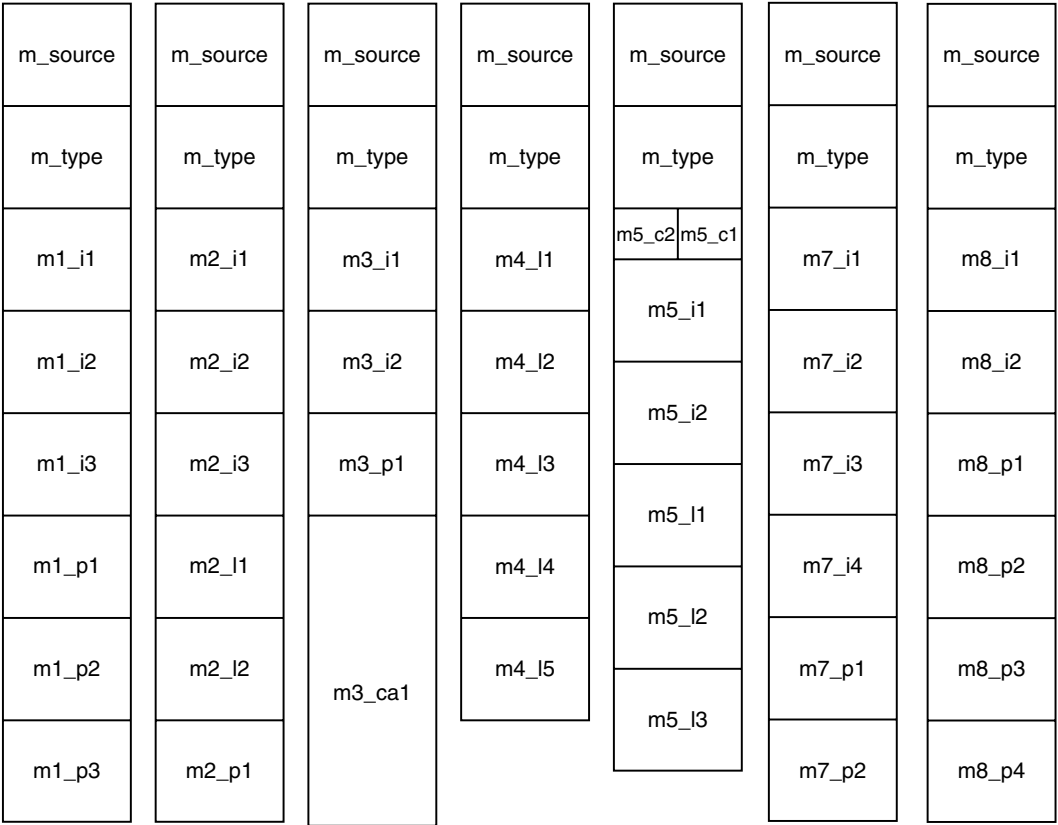 m_source m_source m_source m_source m_source m_source m_source
m_type m_type m_type m_type m_type m_type m_type
m5_c2 m5_c1
m1_i1 m2_i1 m3_i1 m4_l1 m7_i1 m8_i1
m5_i1
m1_i2 m2_i2 m3_i2 m4_l2 m7_i2 m8_i2
m5_i2
m1_i3 m2_i3 m3_p1 m4_l3 m7_i3 m8_p1
m5_l1
m1_p1 m2_l1 m4_l4 m7_i4 m8_p2
m5_l2
m1_p2 m2_l2 m4_l5 m7_p1 m8_p3
m3_ca1
m5_l3
m1_p3 m2_p1 m7_p2 m8_p4